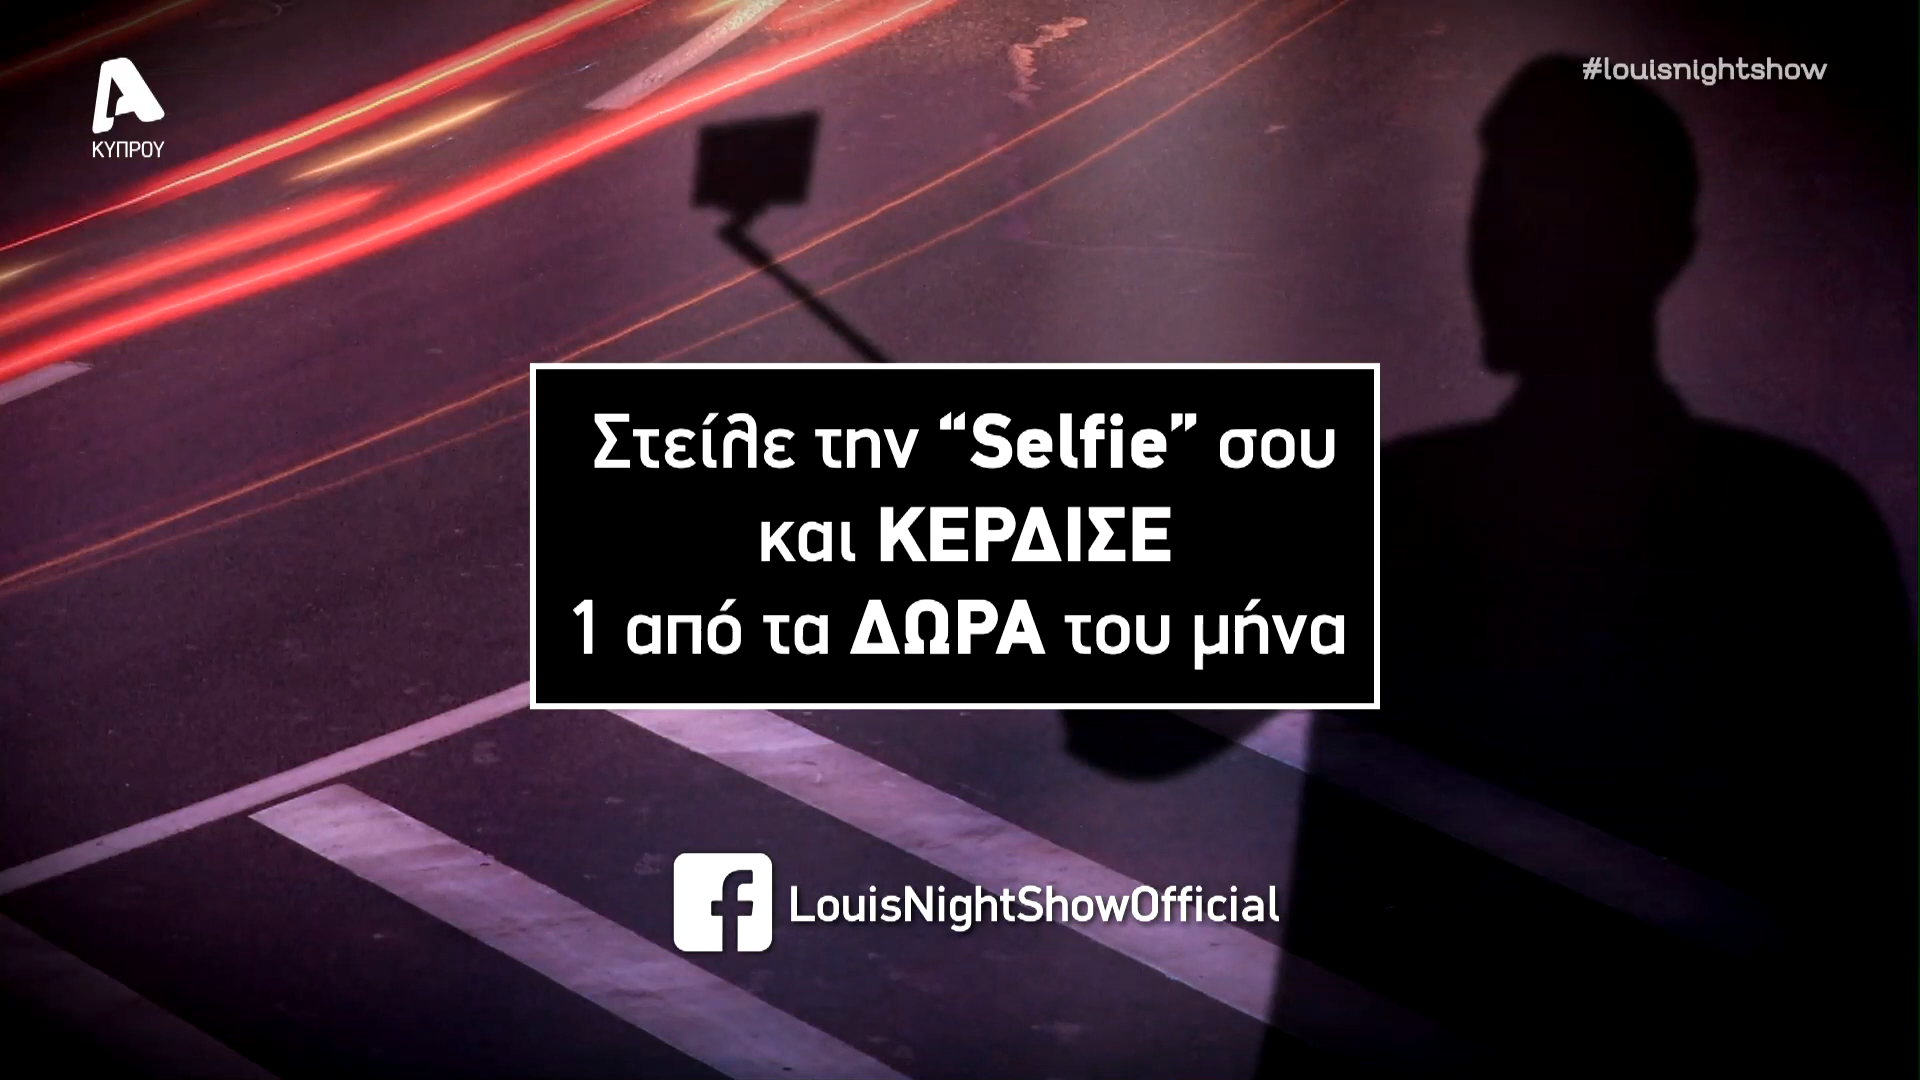 ΚΥΠΡΟΥ
#louisnightshow
Στείλε την “Selfie” σου
και ΚΕΡΔΙΣΕ
1 από τα ΔΩΡΑ του μήνα
LouisNightShowOfficial